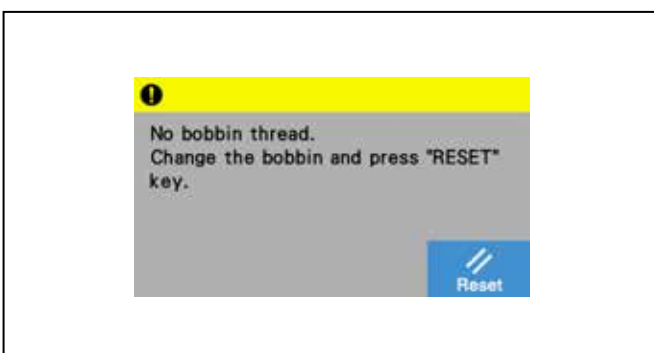 No bobbin thread.
Change the bobbin and press "RESET"
key.
Reset